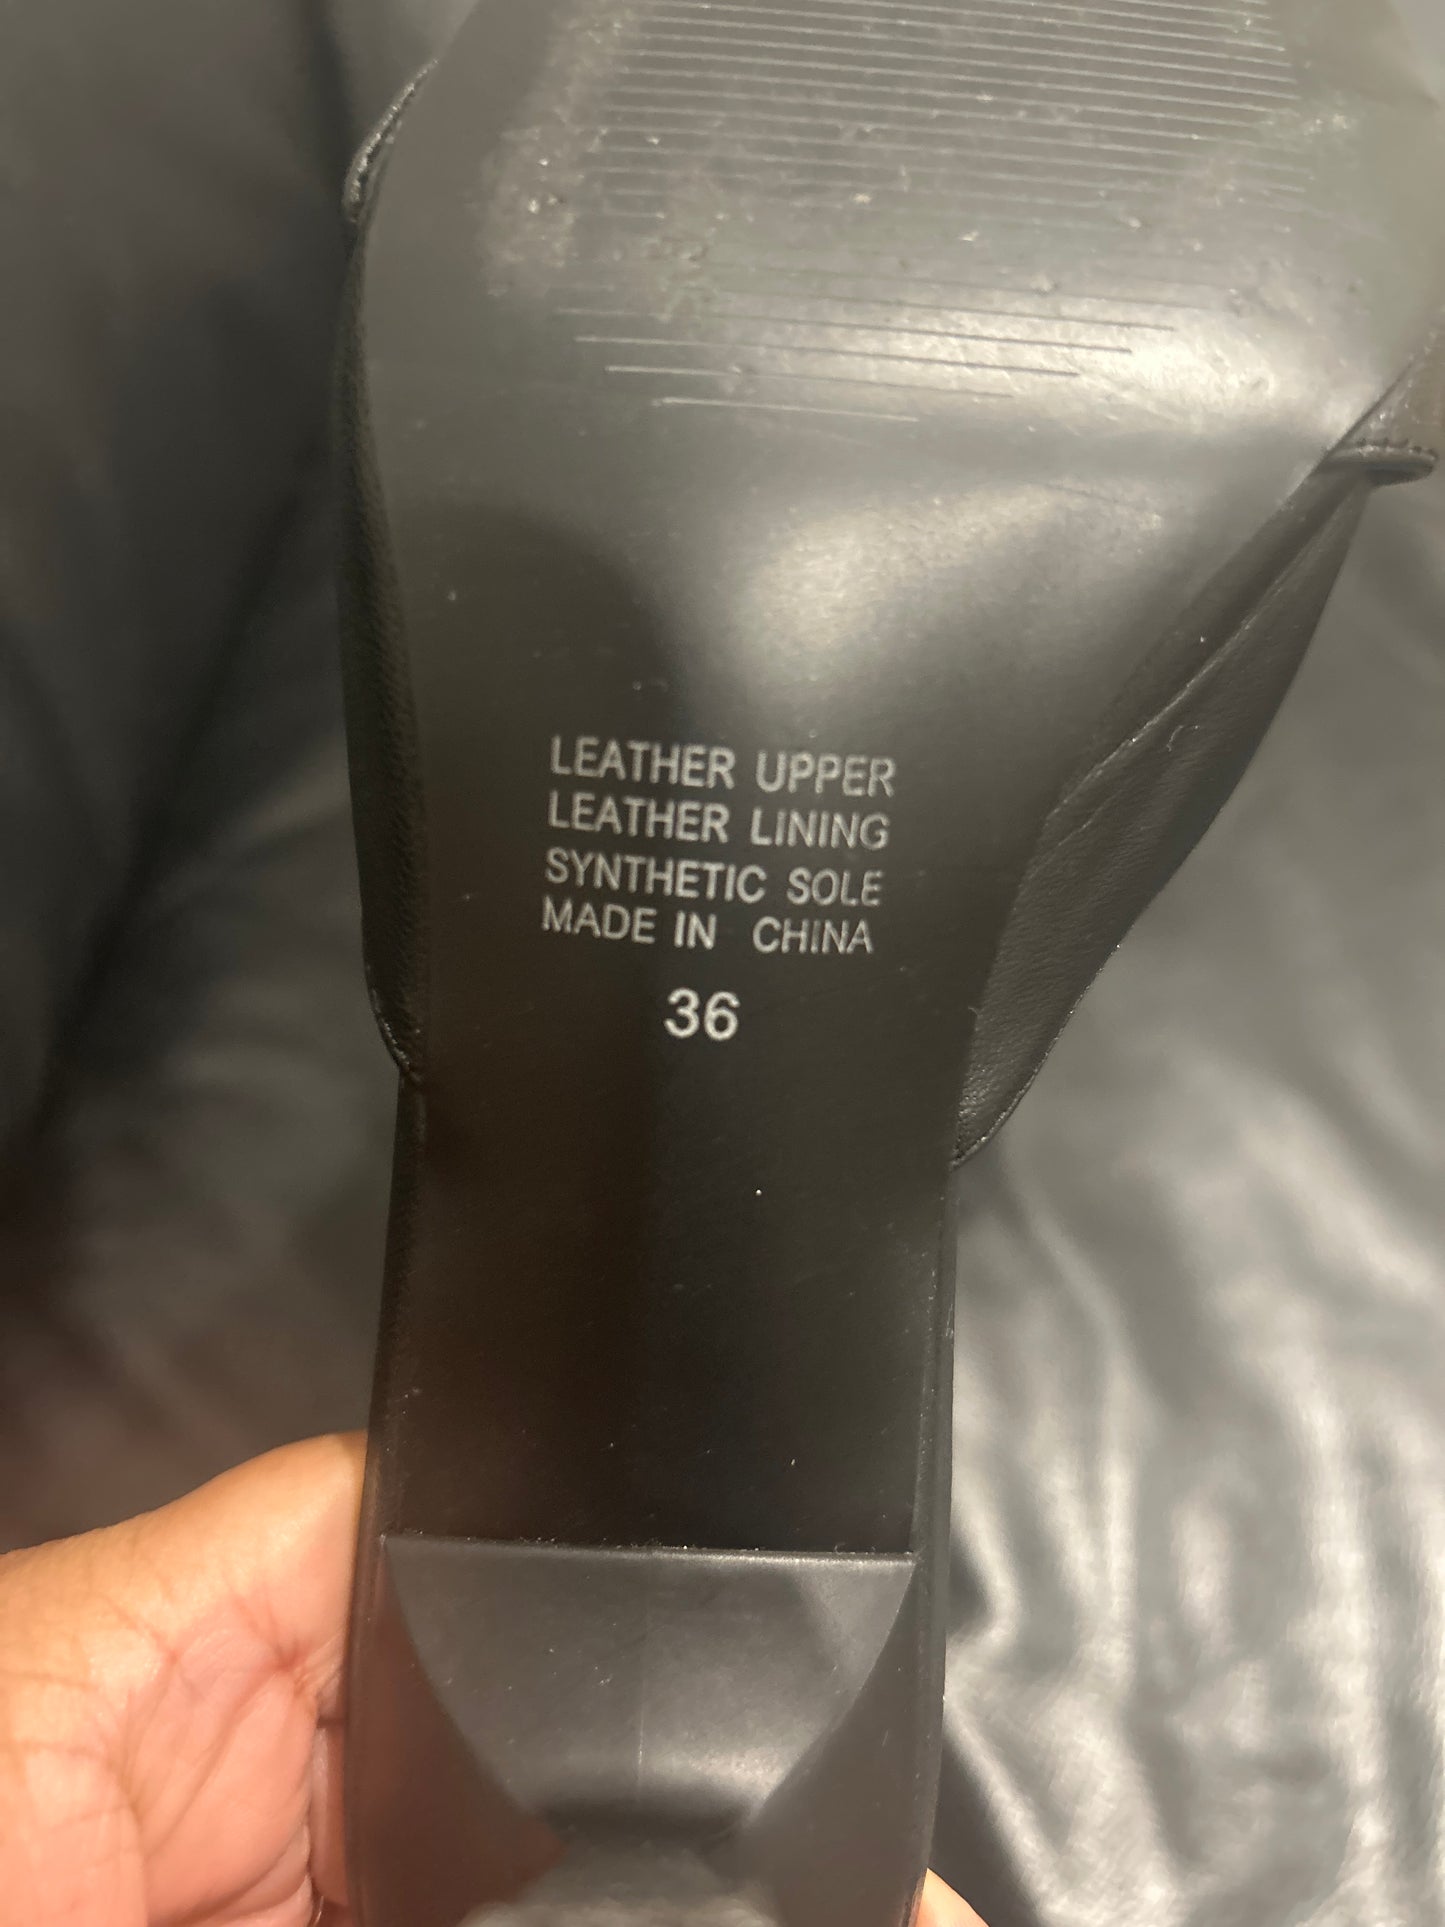 LEATHER UPPER
LEATHER LINING
SYNTHETIC SOLE
MADE IN CHINA
36